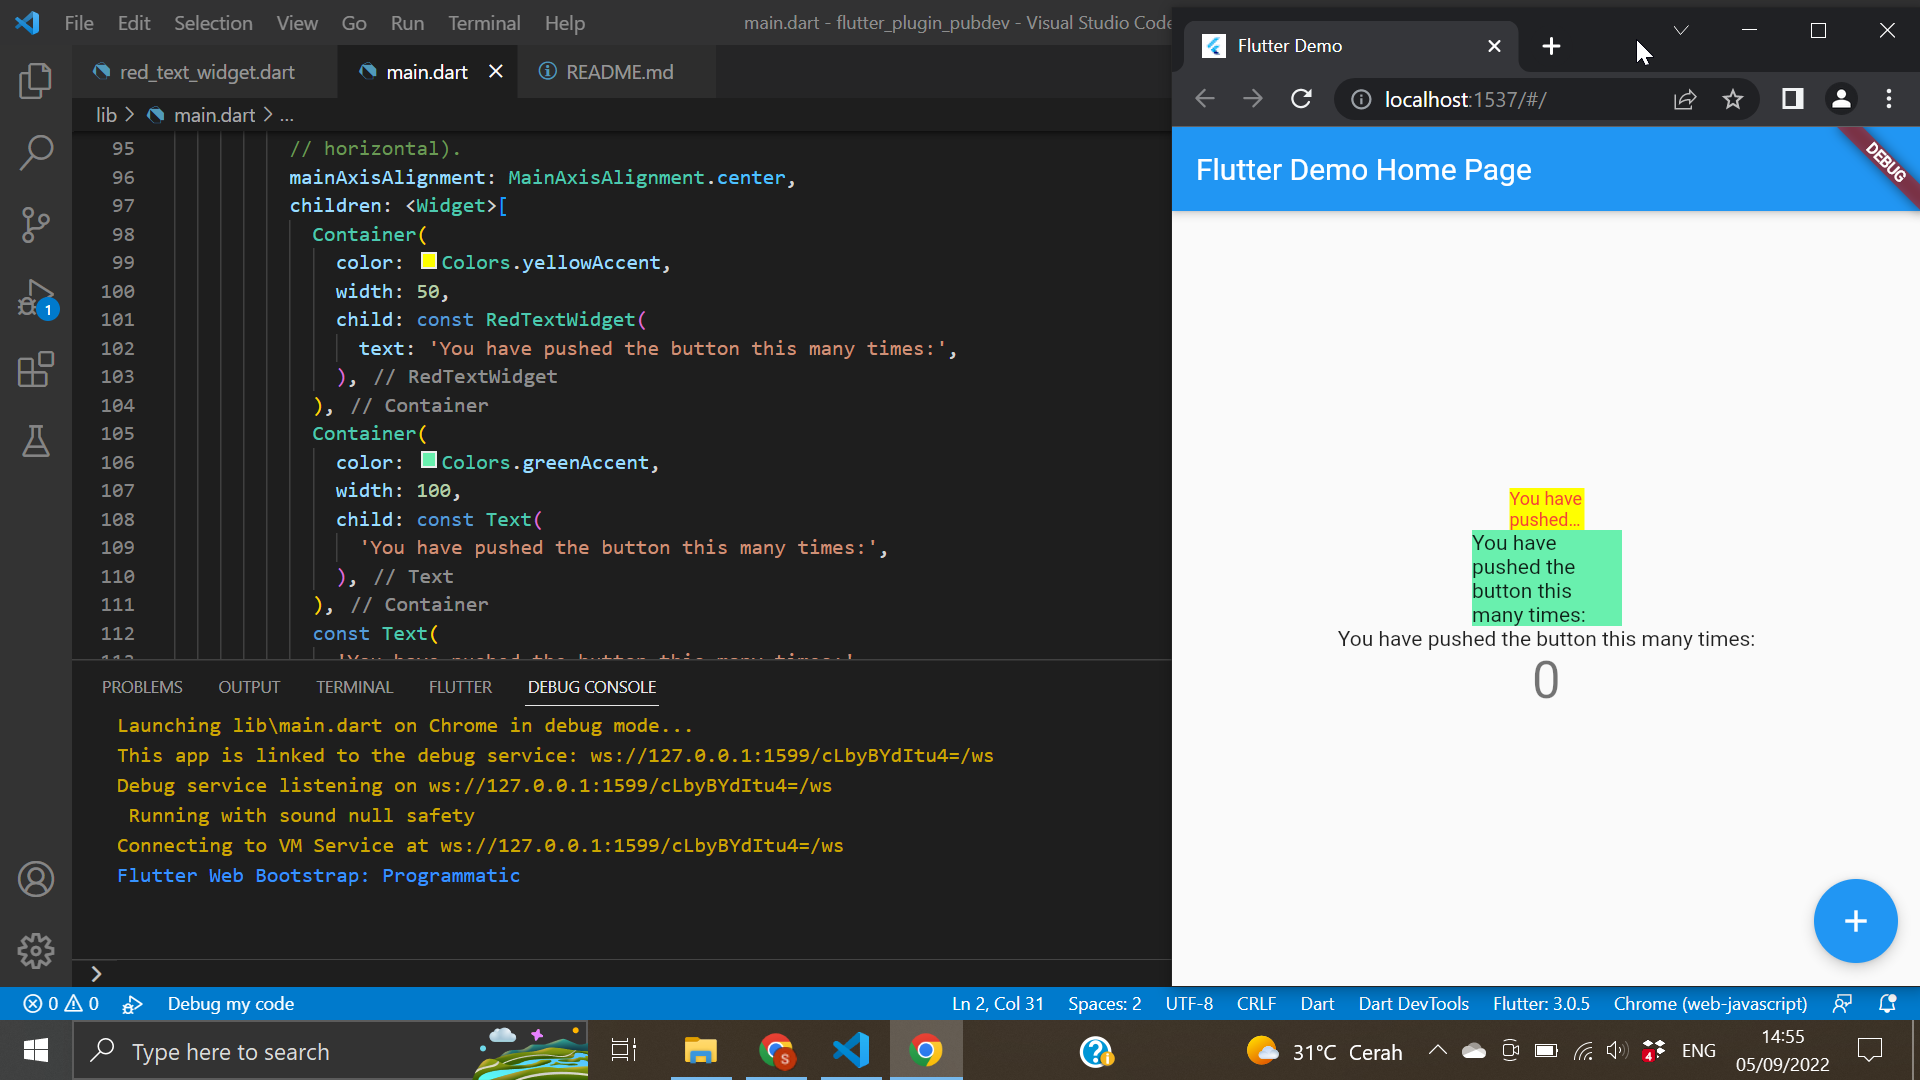 File Edit Selection View Go Run Terminal Help
main.dart - flutter_plugin_pubdev - Visual Studio Code
red_text_widget.dart
main.dart
README.md
lib > main.dart > ...
95 // horizontal).
96 mainAxisAlignment: MainAxisAlignment.center,
97 children: <Widget>[
98 Container(
99 color: Colors.yellowAccent,
100 width: 50,
101 child: const RedTextWidget(
102 text: 'You have pushed the button this many times:',
103 ), // RedTextWidget
104 ), // Container
105 Container(
106 color: Colors.greenAccent,
107 width: 100,
108 child: const Text(
109 'You have pushed the button this many times:',
110 ), // Text
111 ), // Container
112 const Text(
113 'You have pushed the button this many times:'
1
PROBLEMS OUTPUT TERMINAL FLUTTER DEBUG CONSOLE
Launching lib\main.dart on Chrome in debug mode...
This app is linked to the debug service: ws://127.0.0.1:1599/cLbyBYdItu4=/ws
Debug service listening on ws://127.0.0.1:1599/cLbyBYdItu4=/ws
Running with sound null safety
Connecting to VM Service at ws://127.0.0.1:1599/cLbyBYdItu4=/ws
Flutter Web Bootstrap: Programmatic
Flutter Demo
localhost:1537/#/
Flutter Demo Home Page
DEBUG
You have
pushed...
You have
pushed the
button this
many times:
You have pushed the button this many times:
0
+
0 0 Debug my code
Ln 2, Col 31 Spaces: 2 UTF-8 CRLF Dart Dart DevTools Flutter: 3.0.5 Chrome (web-javascript)
Type here to search
S
31°C Cerah
4
ENG
14:55
05/09/2022